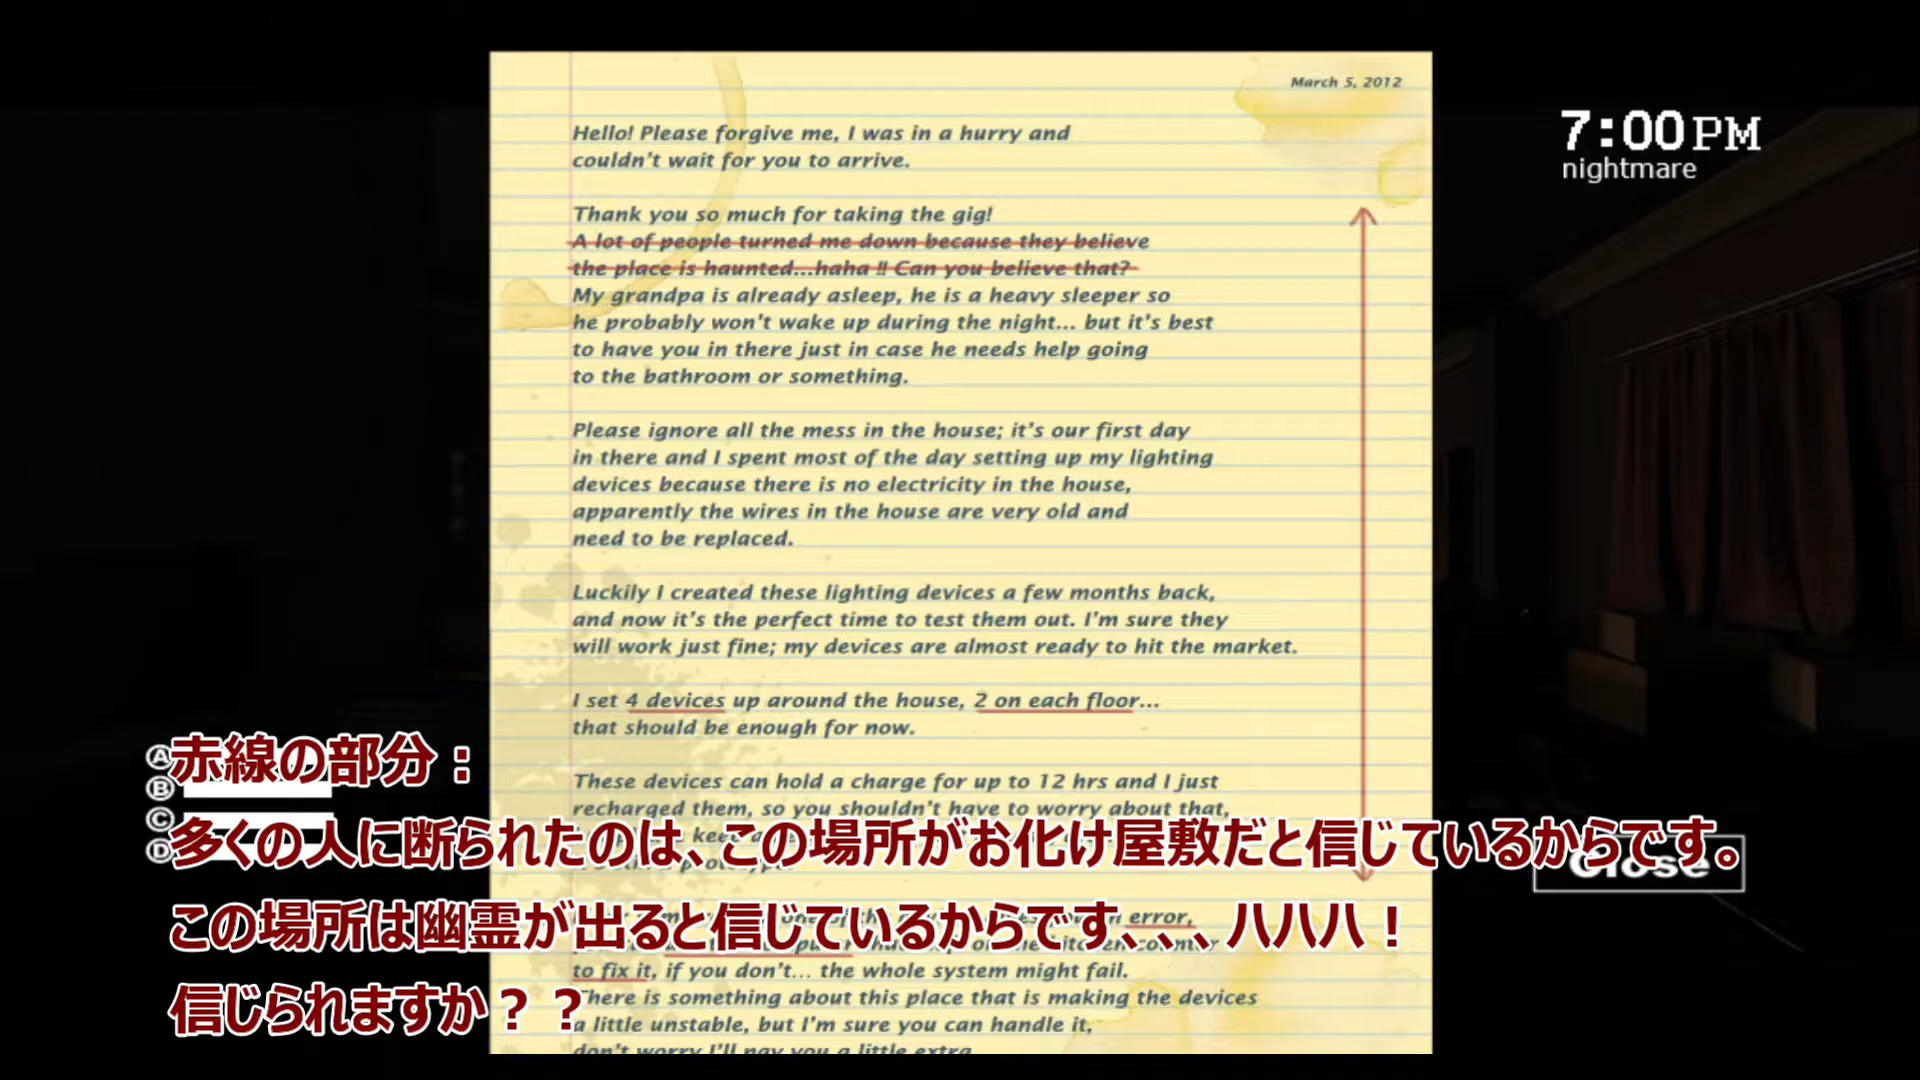 March 5, 2012
7:00PM
nightmare
Hello! Please forgive me, I was in a hurry and
couldn't wait for you to arrive.
Thank you so much for taking the gig!
A lot of people turned me down because they believe
the place is haunted...haha !! Can you believe that?
My grandpa is already asleep, he is a heavy sleeper so
he probably won't wake up during the night... but it's best
to have you in there just in case he needs help going
to the bathroom or something.
Please ignore all the mess in the house; it's our first day
in there and I spent most of the day setting up my lighting
devices because there is no electricity in the house,
apparently the wires in the house are very old and
need to be replaced.
Luckily I created these lighting devices a few months back,
and now it's the perfect time to test them out. I'm sure they
will work just fine; my devices are almost ready to hit the market.
I set 4 devices up around the house, 2 on each floor...
that should be enough for now.
These devices can hold a charge for up to 12 hrs and I just
recharged them, so you shouldn't have to worry about that,
error,
to fix it, if you don't... the whole system might fail.
There is something about this place that is making the devices
a little unstable, but I'm sure you can handle it,
don't worry I'll pay you a little extra
Close
A
B
C
D
赤線の部分：
多くの人に断られたのは、この場所がお化け屋敷だと信じているからです。
この場所は幽霊が出ると信じているからです、、、ハハハ！
信じられますか？？